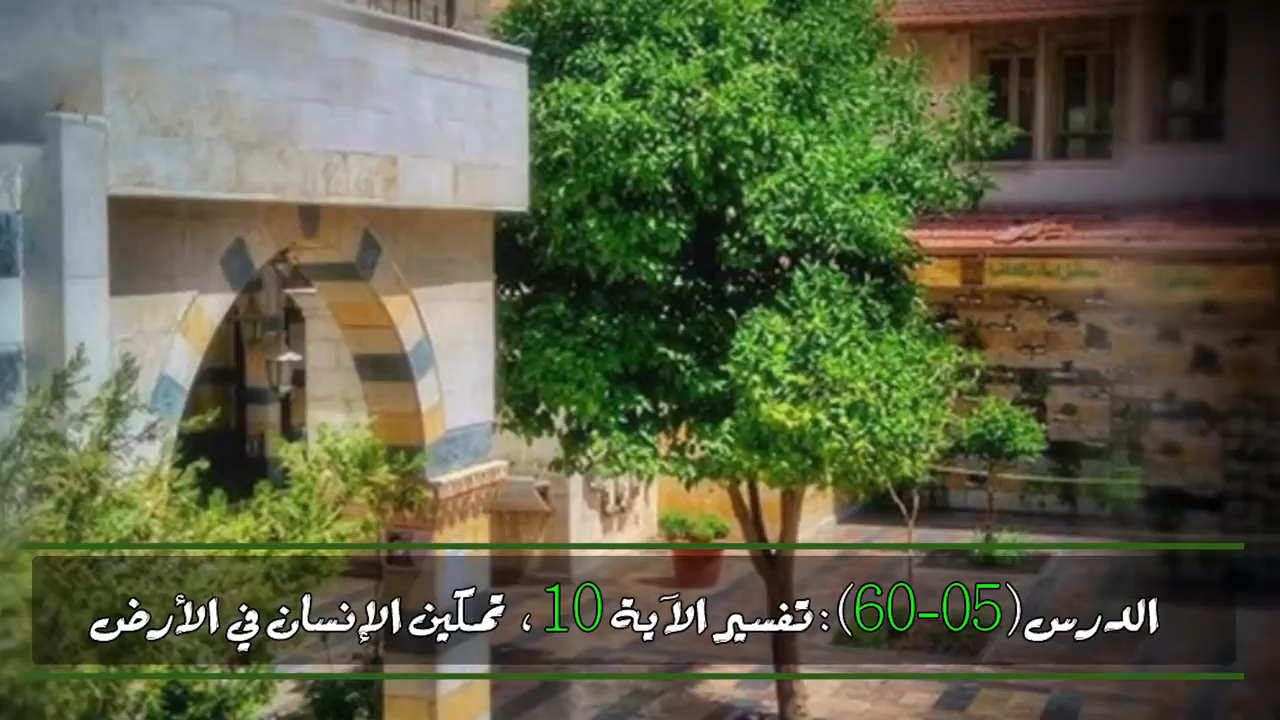 الدرس(05-60): تفسير الآية 10 ، تمكين الإنسان في الأرض